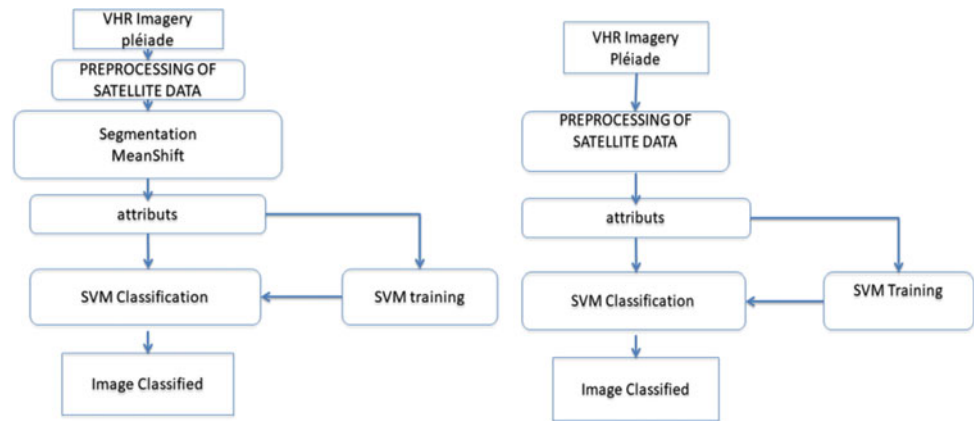 VHR Imagery
pléiade
PREPROCESSING OF
SATELLITE DATA
Segmentation
MeanShift
attributs
SVM Classification
SVM training
Image Classified
VHR Imagery
Pléiade
PREPROCESSING OF
SATELLITE DATA
attributs
SVM Classification
SVM Training
Image Classified